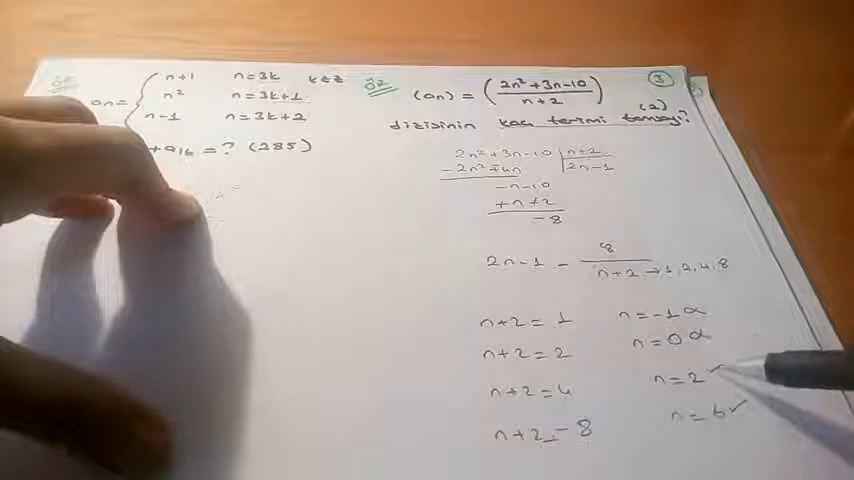 n+1 n=3k k∈Z
an= n² n=3k+1
n-1 n=3k+2
+a16 = ? (285)
(an) = (2n²+3n-10 / n+2) 3
(2)
dizisinin kaç terimi tamsayı?
2n²+3n-10 | n+2
-2n²+4n | 2n-1
-n-10
+n+2
-8
2n-1 - 8 / n+2 → 1,2,4,8
n+2=1 n=-1 α
n+2=2 n=0 α
n+2=4 n=2 ✓
n+2=8 n=6 ✓